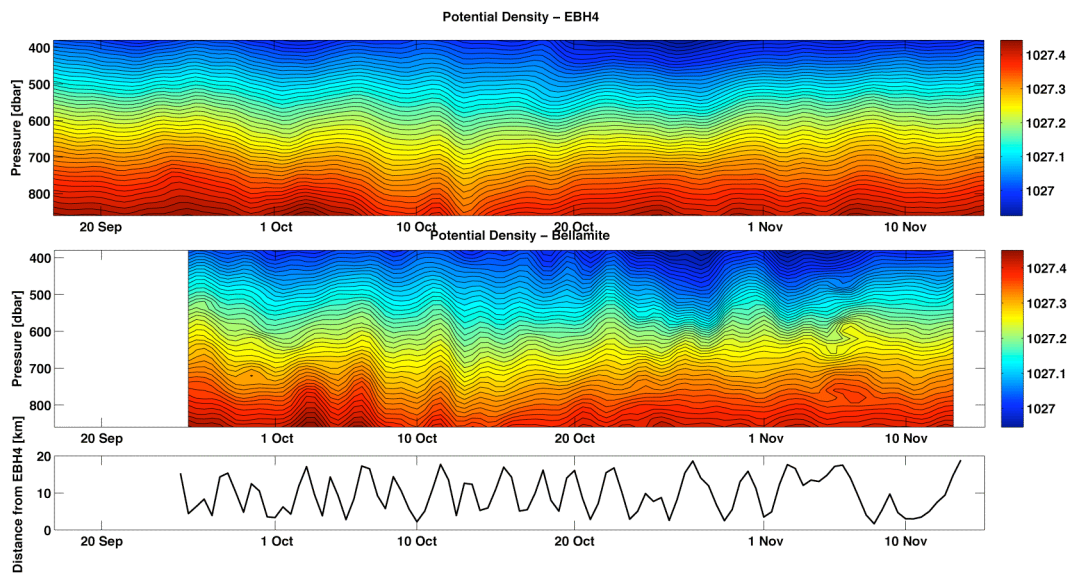 Potential Density – EBH4
400
500
600
700
800
Pressure [dbar]
20 Sep
1 Oct
10 Oct
20 Oct
1 Nov
10 Nov
1027.4
1027.3
1027.2
1027.1
1027
Potential Density – Bellamite
400
500
600
700
800
Pressure [dbar]
20 Sep
1 Oct
10 Oct
20 Oct
1 Nov
10 Nov
1027.4
1027.3
1027.2
1027.1
1027
20
10
0
Distance from EBH4 [km]
20 Sep
1 Oct
10 Oct
20 Oct
1 Nov
10 Nov